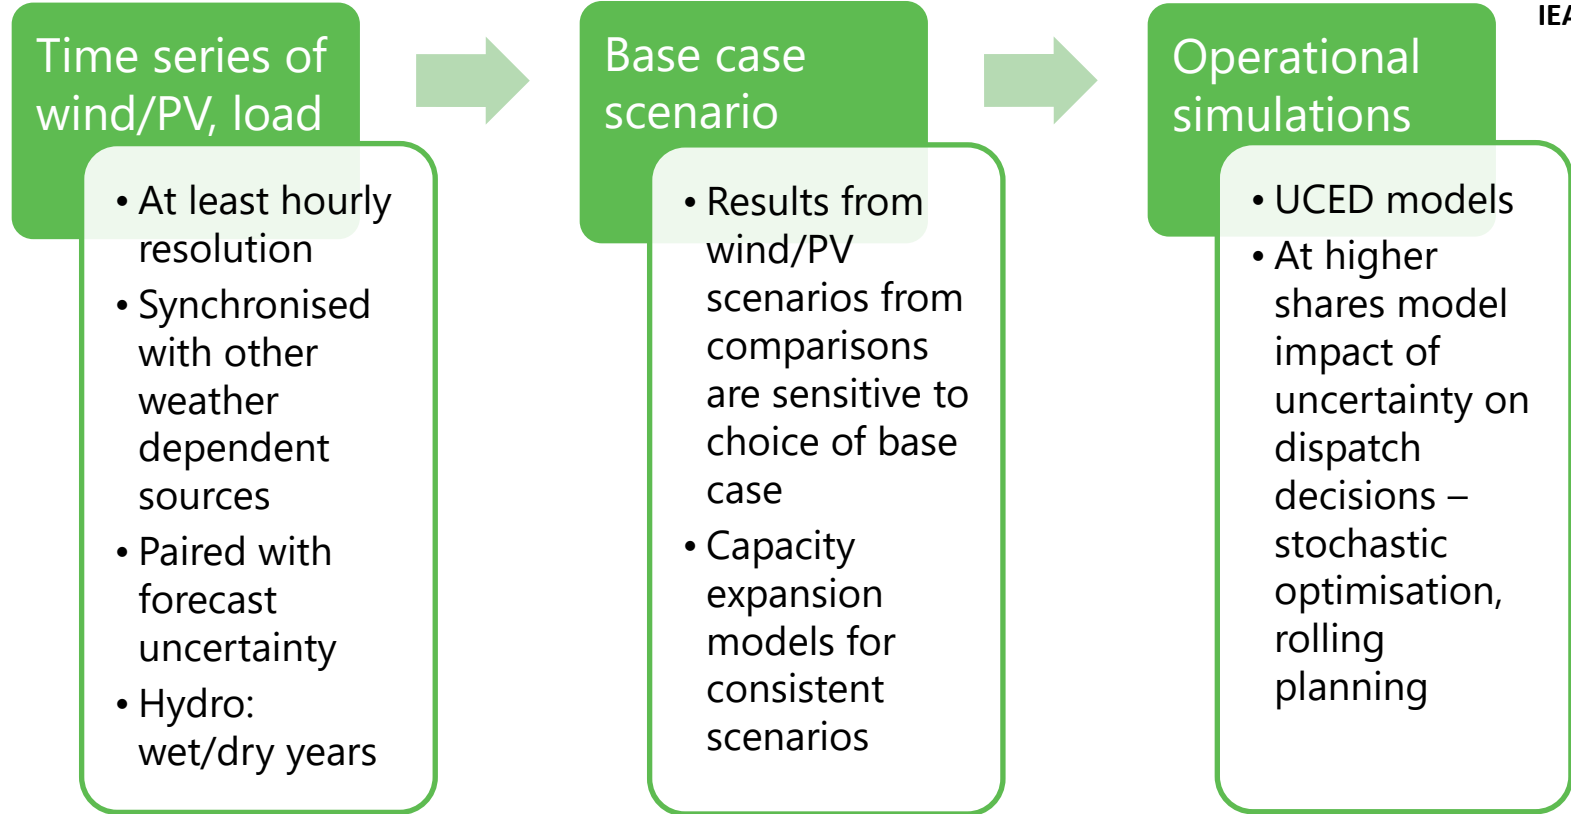 IEA
Time series of
wind/PV, load
• At least hourly
resolution
• Synchronised
with other
weather
dependent
sources
• Paired with
forecast
uncertainty
• Hydro:
wet/dry years
Base case
scenario
• Results from
wind/PV
scenarios from
comparisons
are sensitive to
choice of base
case
• Capacity
expansion
models for
consistent
scenarios
Operational
simulations
• UCED models
• At higher
shares model
impact of
uncertainty on
dispatch
decisions –
stochastic
optimisation,
rolling
planning